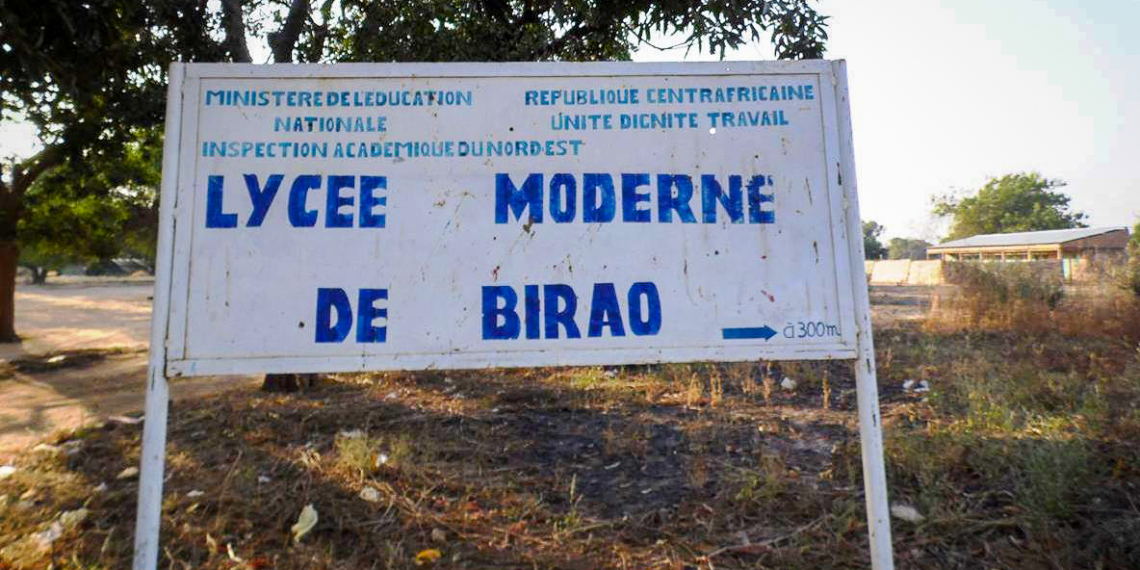 MINISTERE DE L'EDUCATION
NATIONALE
REPUBLIQUE CENTRAFRICAINE
UNITE DIGNITE TRAVAIL
INSPECTION ACADEMIQUE DU NORD-EST
LYCEE MODERNE
DE BIRAO
à 300m